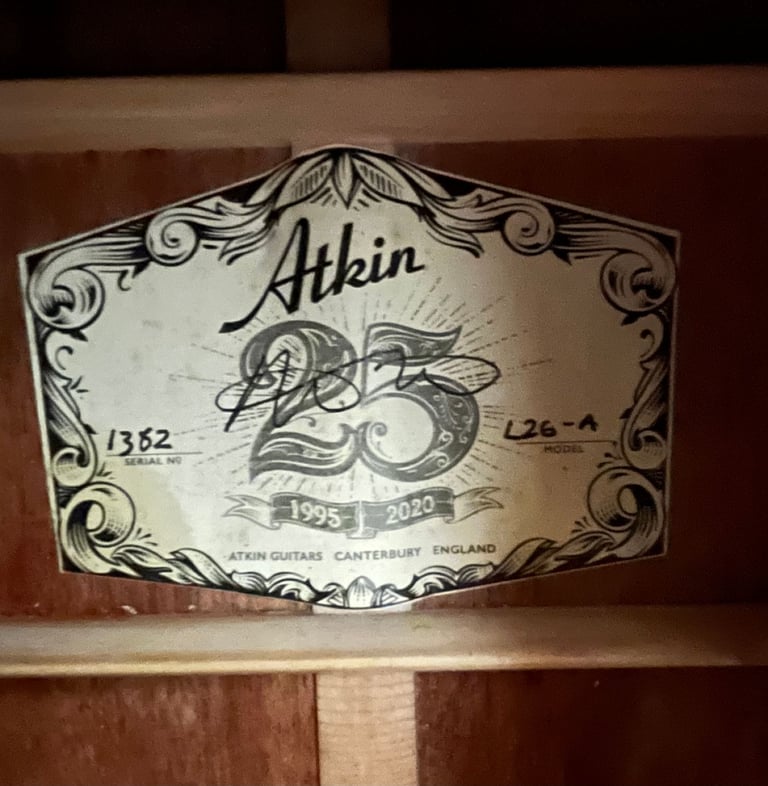 Atkin
25
1382
SERIAL Nº
L26-A
MODEL
1995 2020
ATKIN GUITARS CANTERBURY ENGLAND